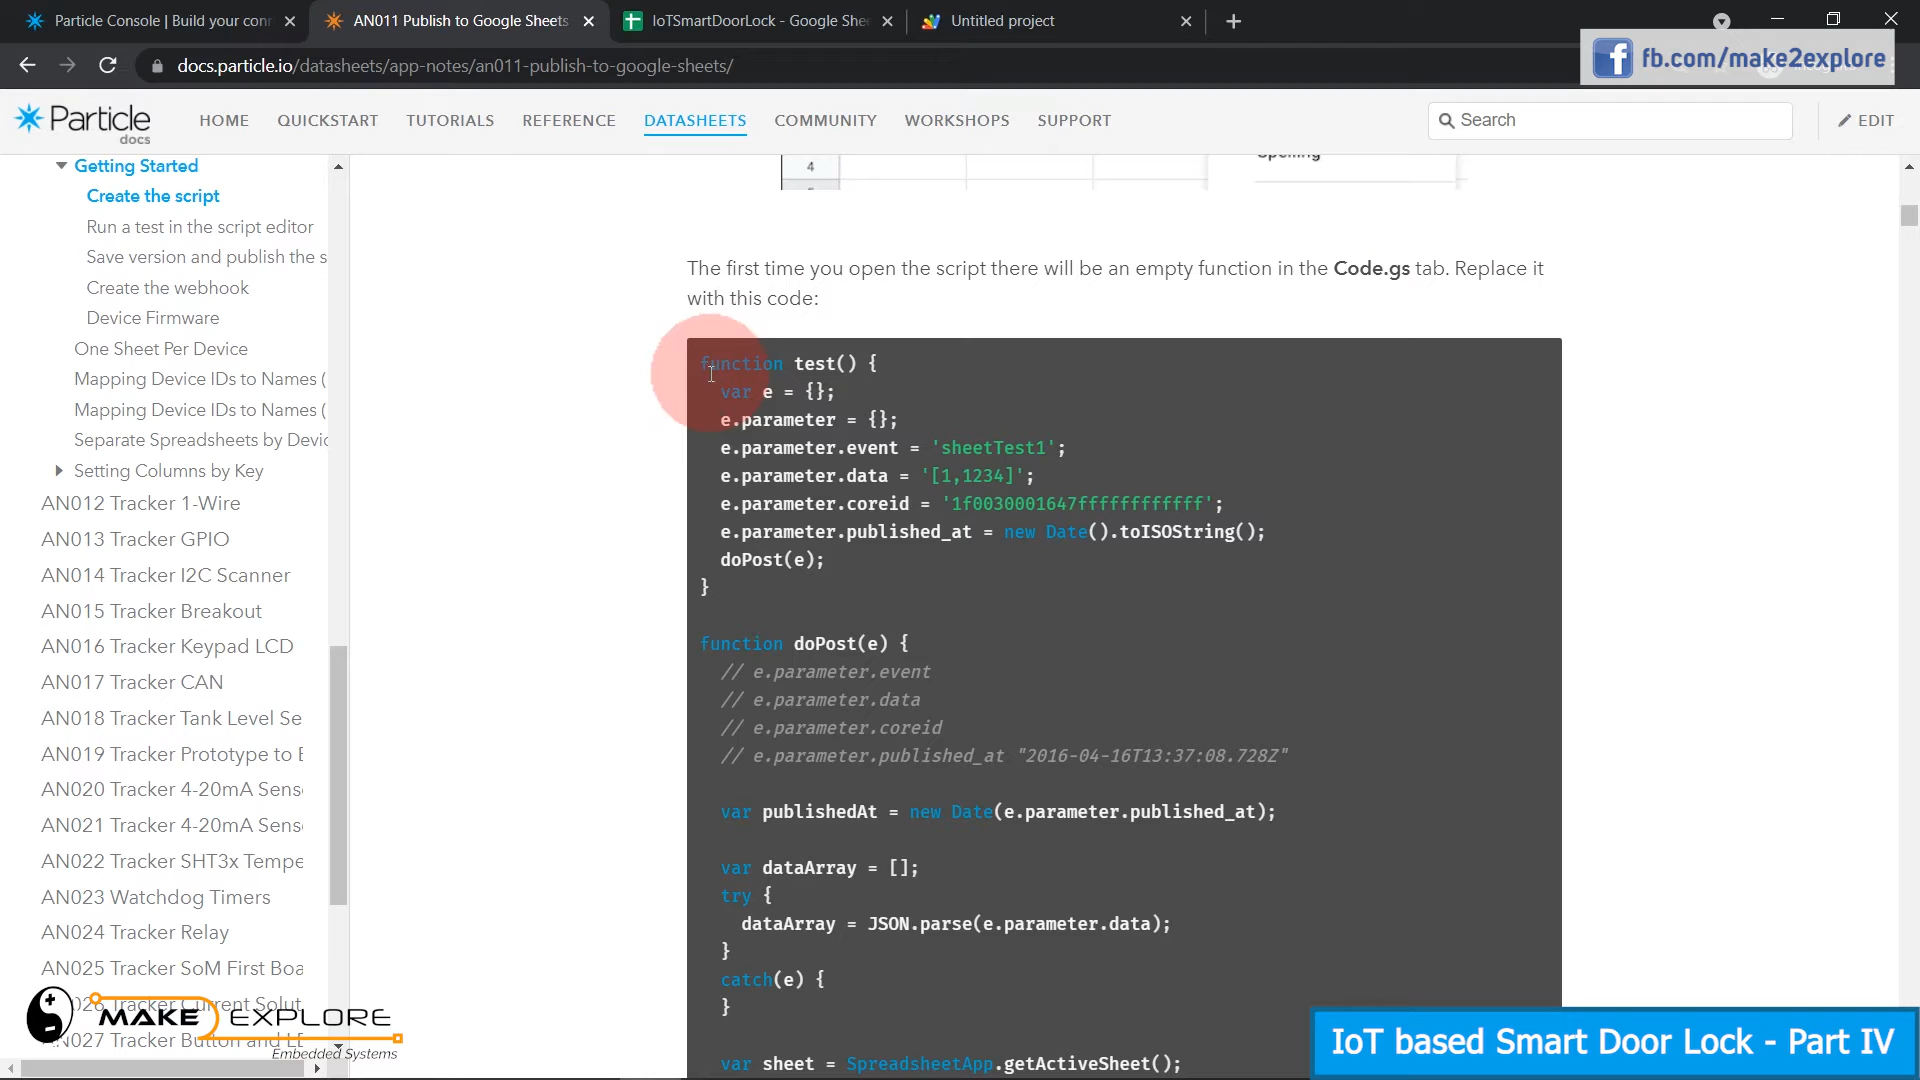 Particle Console | Build your conn
AN011 Publish to Google Sheets
IoTSmartDoorLock - Google Shee
Untitled project
docs.particle.io/datasheets/app-notes/an011-publish-to-google-sheets/
fb.com/make2explore
Particle
docs
HOME
QUICKSTART
TUTORIALS
REFERENCE
DATASHEETS
COMMUNITY
WORKSHOPS
SUPPORT
Search
EDIT
Getting Started
Create the script
Run a test in the script editor
Save version and publish the s
Create the webhook
Device Firmware
One Sheet Per Device
Mapping Device IDs to Names (
Mapping Device IDs to Names (
Separate Spreadsheets by Devic
Setting Columns by Key
AN012 Tracker 1-Wire
AN013 Tracker GPIO
AN014 Tracker I2C Scanner
AN015 Tracker Breakout
AN016 Tracker Keypad LCD
AN017 Tracker CAN
AN018 Tracker Tank Level Se
AN019 Tracker Prototype to E
AN020 Tracker 4-20mA Sens
AN021 Tracker 4-20mA Sens
AN022 Tracker SHT3x Tempe
AN023 Watchdog Timers
AN024 Tracker Relay
AN025 Tracker SoM First Boa
Tracker Current Solut
AN027 Tracker Button and LE
MAKE EXPLORE
Embedded Systems
4
Spelling
The first time you open the script there will be an empty function in the Code.gs tab. Replace it
with this code:
function test() {
var e = {};
e.parameter = {};
e.parameter.event = 'sheetTest1';
e.parameter.data = '[1,1234]';
e.parameter.coreid = '1f0030001647ffffffffffff';
e.parameter.published_at = new Date().toISOString();
doPost(e);
}
function doPost(e) {
// e.parameter.event
// e.parameter.data
// e.parameter.coreid
// e.parameter.published_at "2016-04-16T13:37:08.728Z"
var publishedAt = new Date(e.parameter.published_at);
var dataArray = [];
try {
dataArray = JSON.parse(e.parameter.data);
}
catch(e) {
}
var sheet = SpreadsheetApp.getActiveSheet();
IoT based Smart Door Lock - Part IV